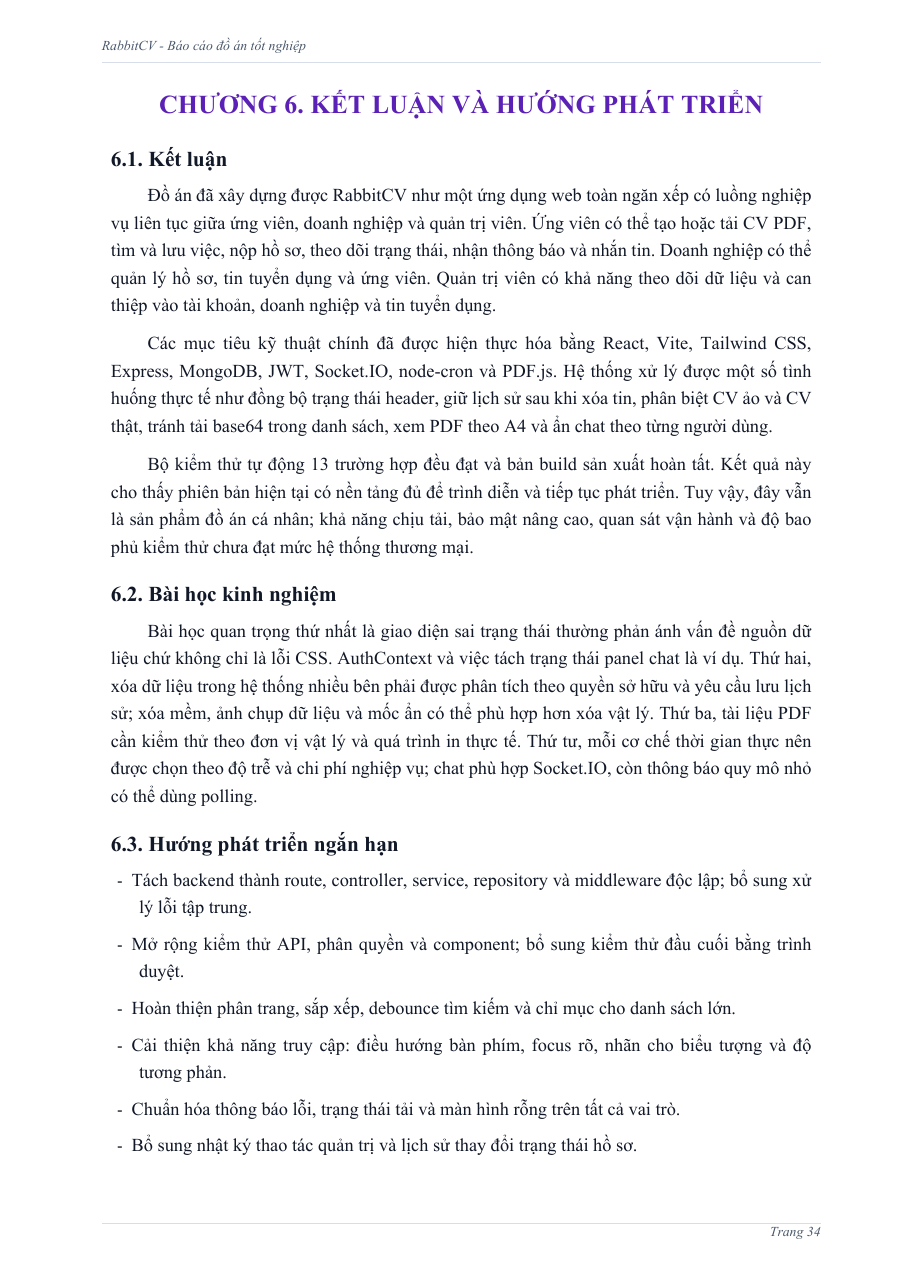 RabbitCV - Báo cáo đồ án tốt nghiệp
CHƯƠNG 6. KẾT LUẬN VÀ HƯỚNG PHÁT TRIỂN
6.1. Kết luận
Đồ án đã xây dựng được RabbitCV như một ứng dụng web toàn ngăn xếp có luồng nghiệp
vụ liên tục giữa ứng viên, doanh nghiệp và quản trị viên. Ứng viên có thể tạo hoặc tải CV PDF,
tìm và lưu việc, nộp hồ sơ, theo dõi trạng thái, nhận thông báo và nhắn tin. Doanh nghiệp có thể
quản lý hồ sơ, tin tuyển dụng và ứng viên. Quản trị viên có khả năng theo dõi dữ liệu và can
thiệp vào tài khoản, doanh nghiệp và tin tuyển dụng.
Các mục tiêu kỹ thuật chính đã được hiện thực hóa bằng React, Vite, Tailwind CSS,
Express, MongoDB, JWT, Socket.IO, node-cron và PDF.js. Hệ thống xử lý được một số tình
huống thực tế như đồng bộ trạng thái header, giữ lịch sử sau khi xóa tin, phân biệt CV ảo và CV
thật, tránh tải base64 trong danh sách, xem PDF theo A4 và ẩn chat theo từng người dùng.
Bộ kiểm thử tự động 13 trường hợp đều đạt và bản build sản xuất hoàn tất. Kết quả này
cho thấy phiên bản hiện tại có nền tảng đủ để trình diễn và tiếp tục phát triển. Tuy vậy, đây vẫn
là sản phẩm đồ án cá nhân; khả năng chịu tải, bảo mật nâng cao, quan sát vận hành và độ bao
phủ kiểm thử chưa đạt mức hệ thống thương mại.
6.2. Bài học kinh nghiệm
Bài học quan trọng thứ nhất là giao diện sai trạng thái thường phản ánh vấn đề nguồn dữ
liệu chứ không chỉ là lỗi CSS. AuthContext và việc tách trạng thái panel chat là ví dụ. Thứ hai,
xóa dữ liệu trong hệ thống nhiều bên phải được phân tích theo quyền sở hữu và yêu cầu lưu lịch
sử; xóa mềm, ảnh chụp dữ liệu và mốc ẩn có thể phù hợp hơn xóa vật lý. Thứ ba, tài liệu PDF
cần kiểm thử theo đơn vị vật lý và quá trình in thực tế. Thứ tư, mỗi cơ chế thời gian thực nên
được chọn theo độ trễ và chi phí nghiệp vụ; chat phù hợp Socket.IO, còn thông báo quy mô nhỏ
có thể dùng polling.
6.3. Hướng phát triển ngắn hạn
- Tách backend thành route, controller, service, repository và middleware độc lập; bổ sung xử
lý lỗi tập trung.
- Mở rộng kiểm thử API, phân quyền và component; bổ sung kiểm thử đầu cuối bằng trình
duyệt.
- Hoàn thiện phân trang, sắp xếp, debounce tìm kiếm và chỉ mục cho danh sách lớn.
- Cải thiện khả năng truy cập: điều hướng bàn phím, focus rõ, nhãn cho biểu tượng và độ
tương phản.
- Chuẩn hóa thông báo lỗi, trạng thái tải và màn hình rỗng trên tất cả vai trò.
- Bổ sung nhật ký thao tác quản trị và lịch sử thay đổi trạng thái hồ sơ.
Trang 34